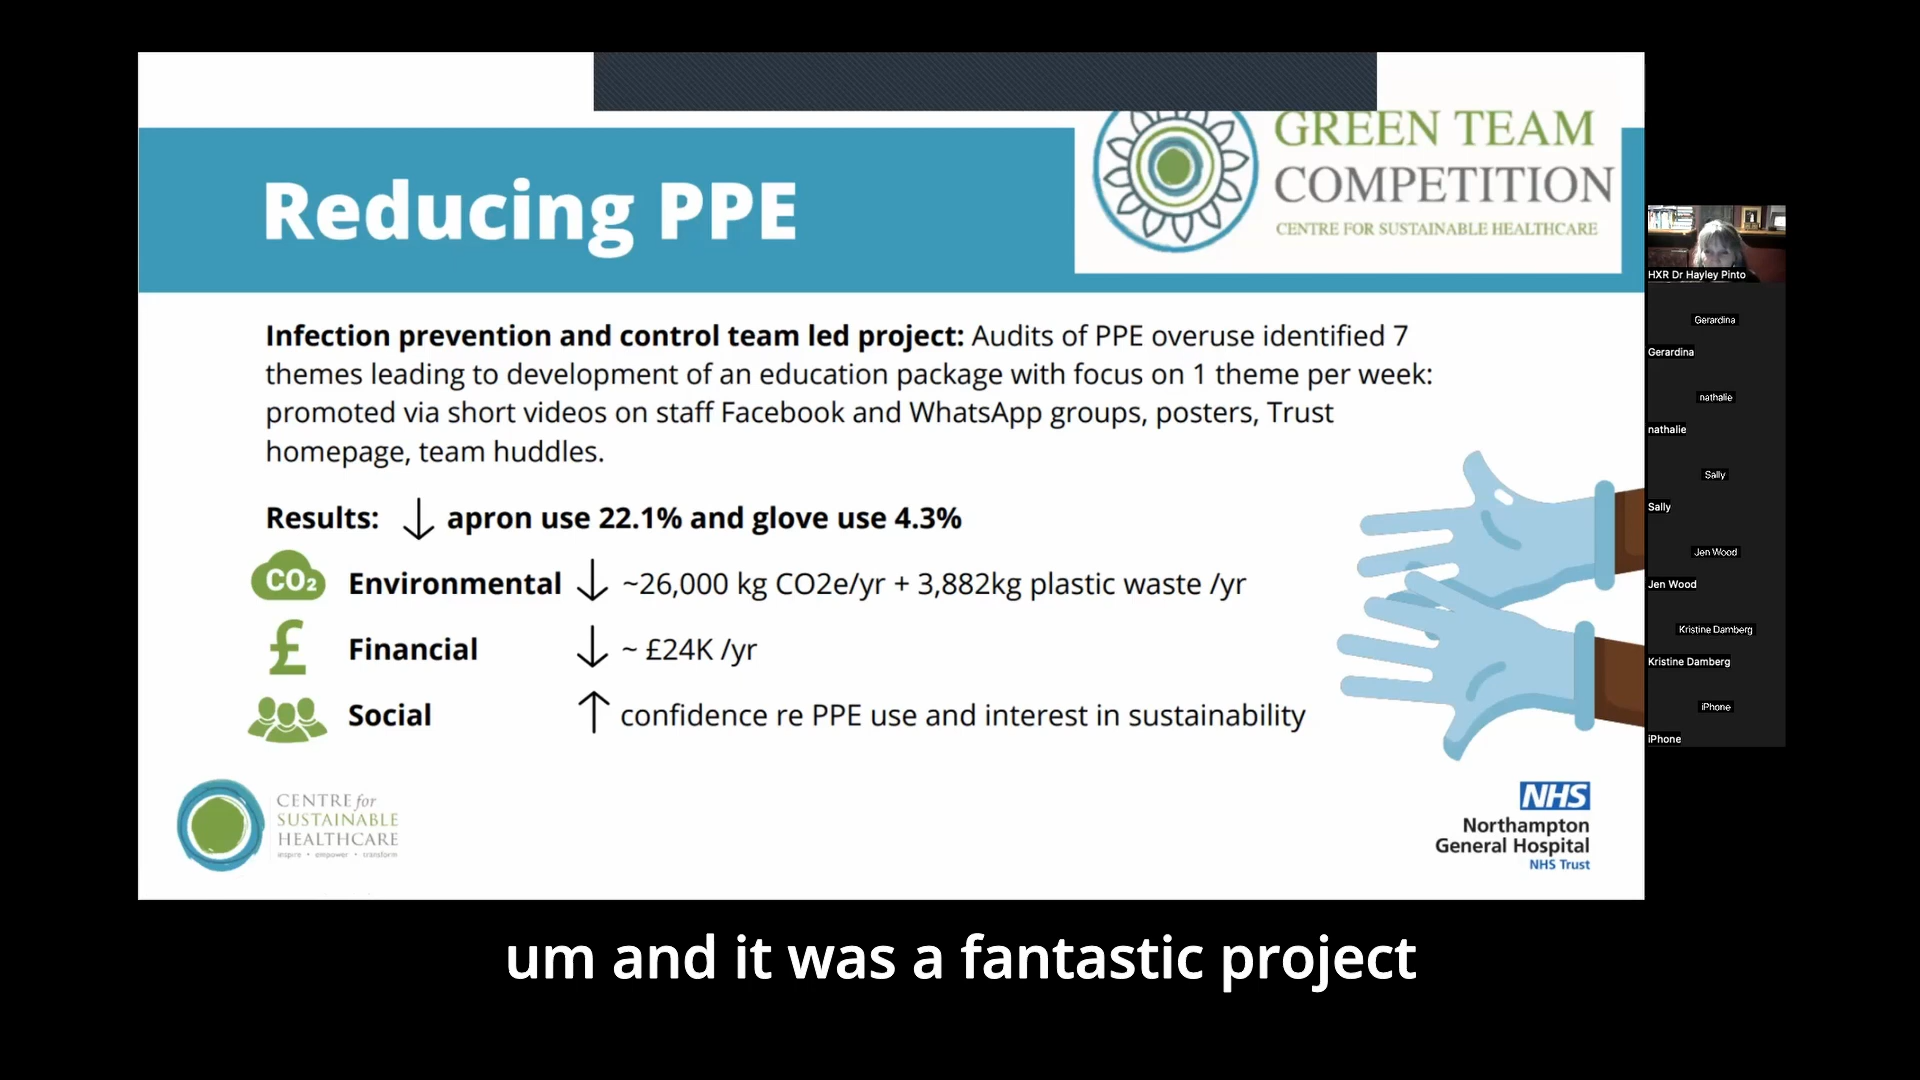 GREEN TEAM
COMPETITION
CENTRE FOR SUSTAINABLE HEALTHCARE
Reducing PPE
Infection prevention and control team led project: Audits of PPE overuse identified 7
themes leading to development of an education package with focus on 1 theme per week:
promoted via short videos on staff Facebook and WhatsApp groups, posters, Trust
homepage, team huddles.
Results: ↓ apron use 22.1% and glove use 4.3%
CO₂ Environmental ↓ ~26,000 kg CO2e/yr + 3,882kg plastic waste /yr
£ Financial ↓ ~ £24K /yr
Social ↑ confidence re PPE use and interest in sustainability
CENTRE for
SUSTAINABLE
HEALTHCARE
inspire • empower • transform
NHS
Northampton
General Hospital
NHS Trust
HXR Dr Hayley Pinto
Gerardina
Gerardina
nathalie
nathalie
Sally
Sally
Jen Wood
Jen Wood
Kristine Damberg
Kristine Damberg
iPhone
iPhone
um and it was a fantastic project